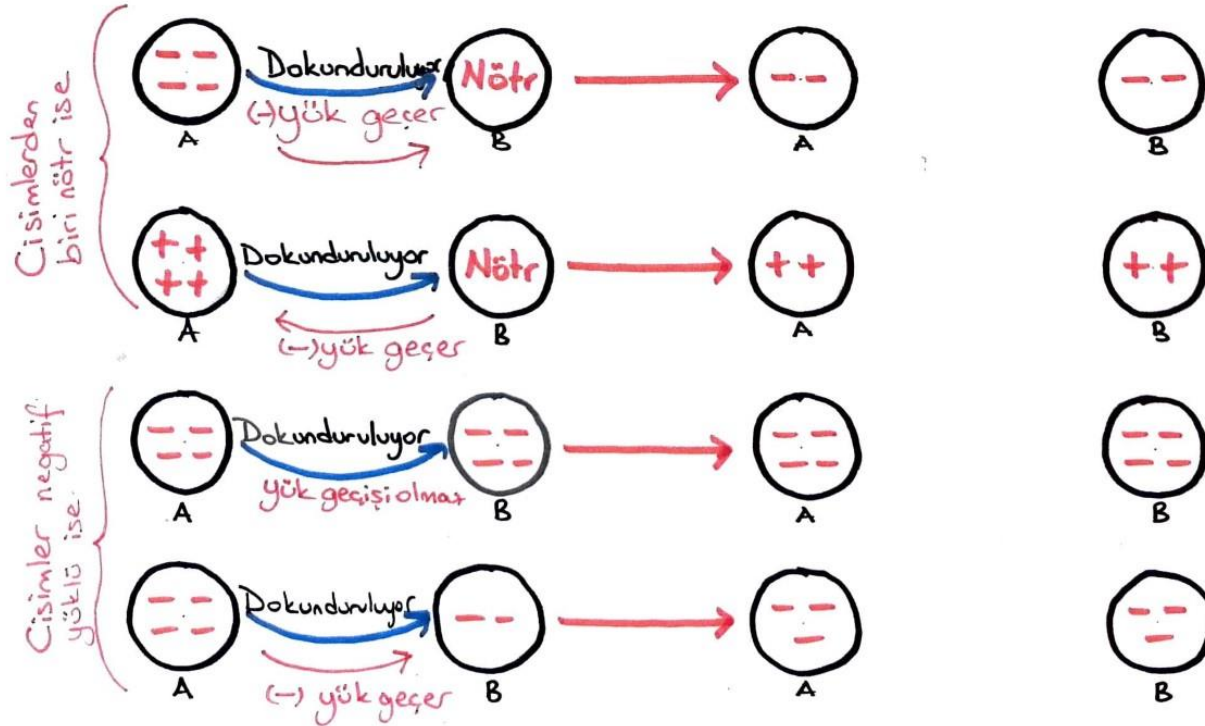 Cisimlerden
biri nötr ise
– – – –
A
Dokunduruluyor
(-) yük geçer
Nötr
B
– –
A
– –
B
+ + + +
A
Dokunduruluyor
(-) yük geçer
Nötr
B
+ +
A
+ +
B
Cisimler negatif
yüklü ise.
– – – –
A
Dokunduruluyor
yük geçişi olmaz
– – – –
B
– – – –
A
– – – –
B
– – – –
A
Dokunduruluyor
(-) yük geçer
– –
B
– – –
A
– – –
B